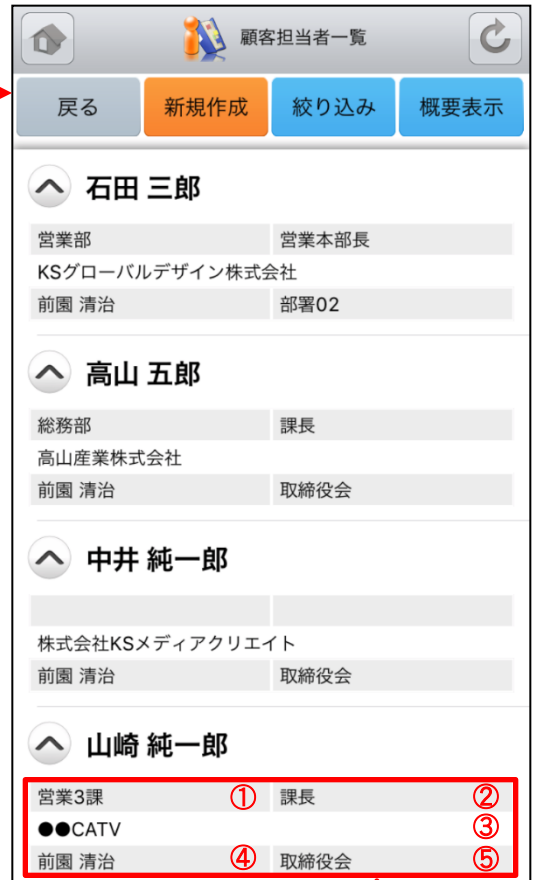 顧客担当者一覧
戻る 新規作成 絞り込み 概要表示
石田 三郎
営業部 営業本部長
KSグローバルデザイン株式会社
前園 清治 部署02
高山 五郎
総務部 課長
高山産業株式会社
前園 清治 取締役会
中井 純一郎
株式会社KSメディアクリエイト
前園 清治 取締役会
山崎 純一郎
営業3課 ① 課長 ②
●●CATV ③
前園 清治 ④ 取締役会 ⑤